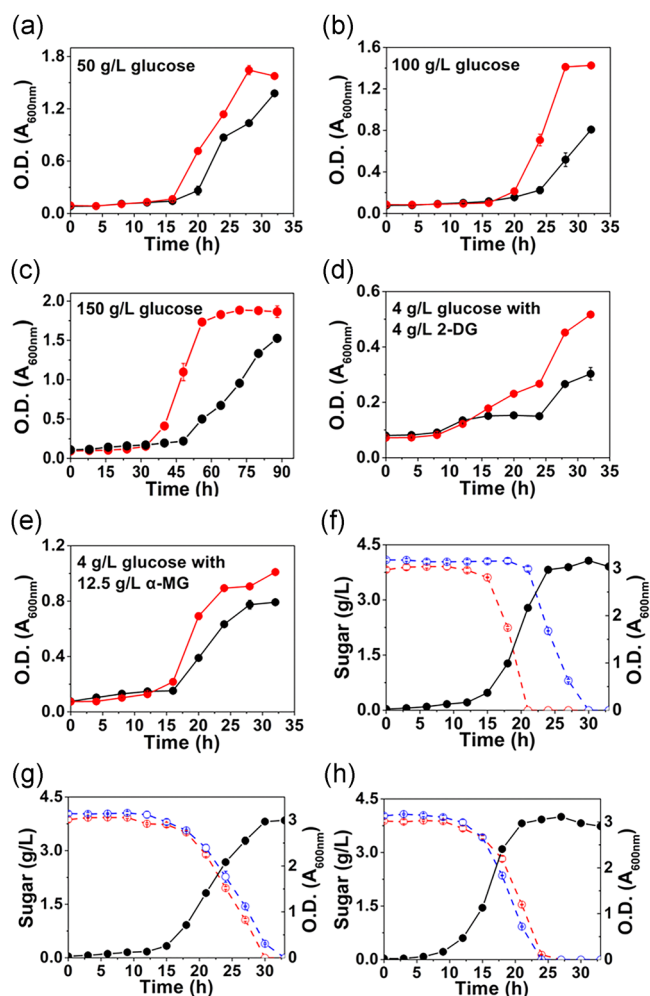 (a)
50 g/L glucose
O.D. (A600nm)
1.8
1.2
0.6
0.0
0 5 10 15 20 25 30 35
Time (h)
(b)
100 g/L glucose
O.D. (A600nm)
1.6
1.2
0.8
0.4
0.0
0 5 10 15 20 25 30 35
Time (h)
(c)
150 g/L glucose
O.D. (A600nm)
2.0
1.5
1.0
0.5
0.0
0 15 30 45 60 75 90
Time (h)
(d)
4 g/L glucose with
4 g/L 2-DG
O.D. (A600nm)
0.6
0.4
0.2
0.0
0 5 10 15 20 25 30 35
Time (h)
(e)
4 g/L glucose with
12.5 g/L α-MG
O.D. (A600nm)
1.2
0.8
0.4
0.0
0 5 10 15 20 25 30 35
Time (h)
(f)
Sugar (g/L)
4.5
3.0
1.5
0.0
0 5 10 15 20 25 30
Time (h)
3
2
1
0
O.D. (A600nm)
(g)
Sugar (g/L)
4.5
3.0
1.5
0.0
0 5 10 15 20 25 30
Time (h)
3
2
1
0
O.D. (A600nm)
(h)
Sugar (g/L)
4.5
3.0
1.5
0.0
0 5 10 15 20 25 30
Time (h)
3
2
1
0
O.D. (A600nm)